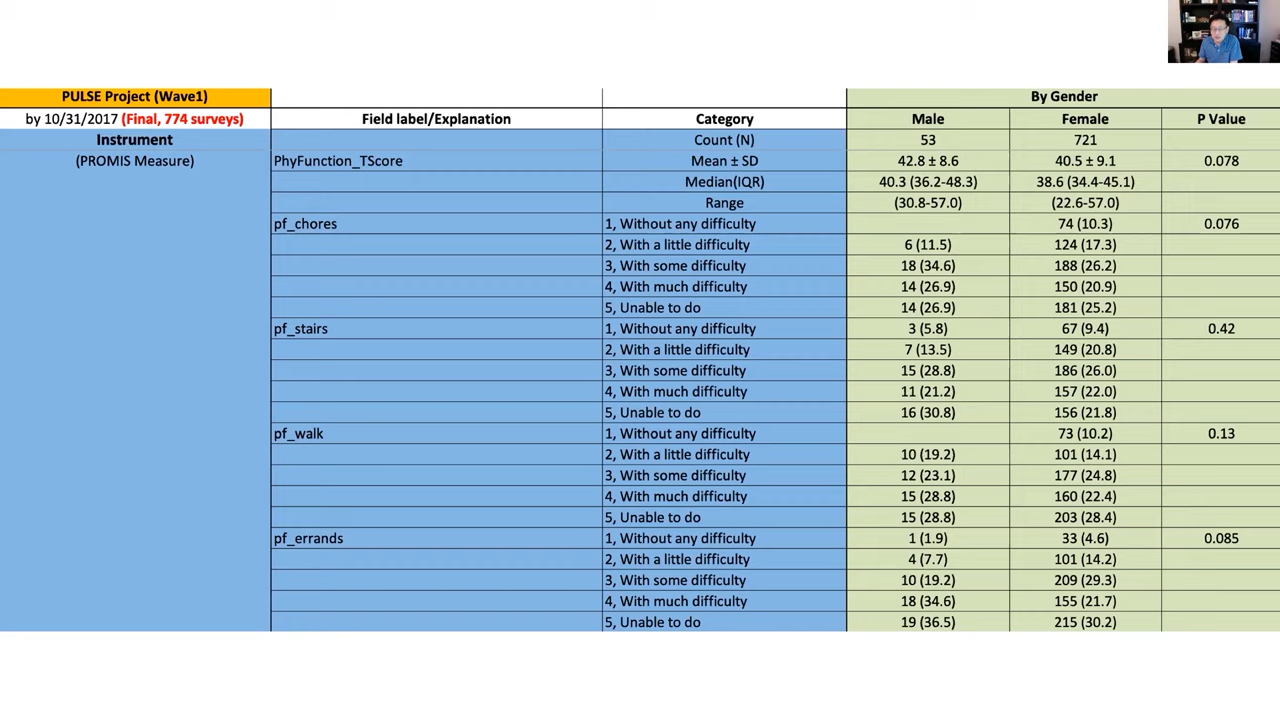 PULSE Project (Wave1) By Gender
by 10/31/2017 (Final, 774 surveys) Field label/Explanation Category Male Female P Value
Instrument Count (N) 53 721
(PROMIS Measure) PhyFunction_TScore Mean ± SD 42.8 ± 8.6 40.5 ± 9.1 0.078
Median(IQR) 40.3 (36.2-48.3) 38.6 (34.4-45.1)
Range (30.8-57.0) (22.6-57.0)
pf_chores 1, Without any difficulty 74 (10.3) 0.076
2, With a little difficulty 6 (11.5) 124 (17.3)
3, With some difficulty 18 (34.6) 188 (26.2)
4, With much difficulty 14 (26.9) 150 (20.9)
5, Unable to do 14 (26.9) 181 (25.2)
pf_stairs 1, Without any difficulty 3 (5.8) 67 (9.4) 0.42
2, With a little difficulty 7 (13.5) 149 (20.8)
3, With some difficulty 15 (28.8) 186 (26.0)
4, With much difficulty 11 (21.2) 157 (22.0)
5, Unable to do 16 (30.8) 156 (21.8)
pf_walk 1, Without any difficulty 73 (10.2) 0.13
2, With a little difficulty 10 (19.2) 101 (14.1)
3, With some difficulty 12 (23.1) 177 (24.8)
4, With much difficulty 15 (28.8) 160 (22.4)
5, Unable to do 15 (28.8) 203 (28.4)
pf_errands 1, Without any difficulty 1 (1.9) 33 (4.6) 0.085
2, With a little difficulty 4 (7.7) 101 (14.2)
3, With some difficulty 10 (19.2) 209 (29.3)
4, With much difficulty 18 (34.6) 155 (21.7)
5, Unable to do 19 (36.5) 215 (30.2)